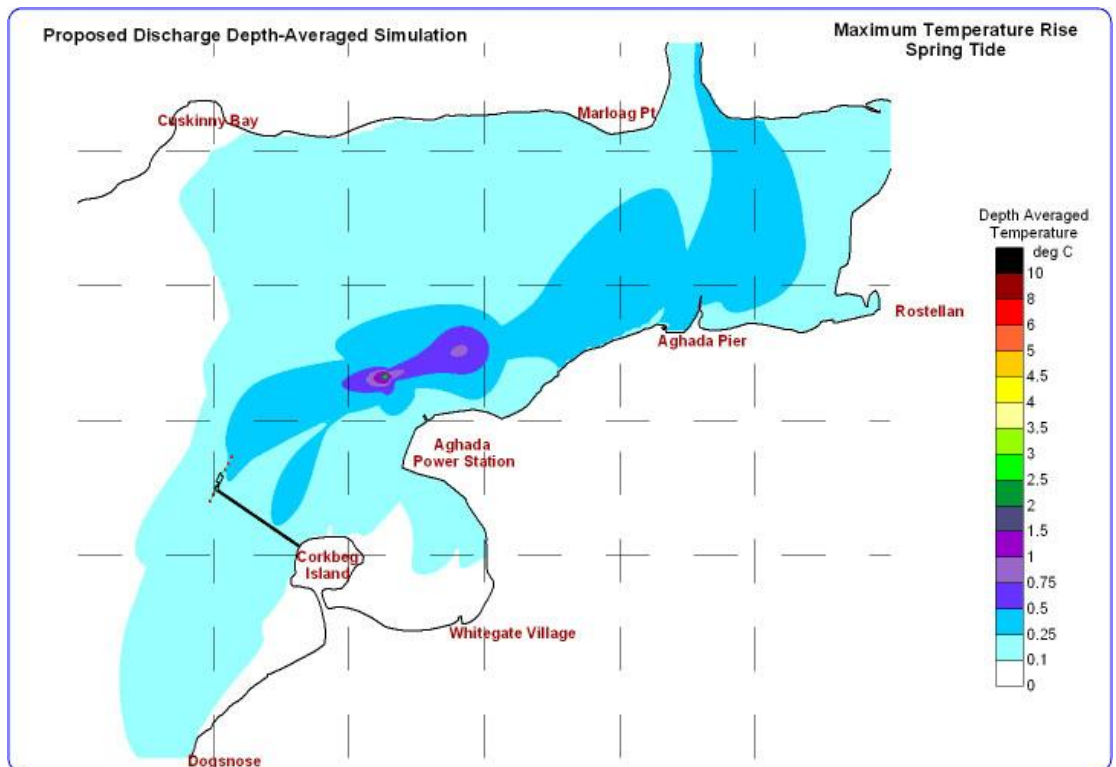 Proposed Discharge Depth-Averaged Simulation
Maximum Temperature Rise
Spring Tide
Cuskinny Bay
Marloag Pt
Depth Averaged
Temperature
deg C
10
8
6
5
4.5
4
3.5
3
2.5
2
1.5
1
0.75
0.5
0.25
0.1
0
Rostellan
Aghada Pier
Aghada
Power Station
Corkbeg
Island
Whitegate Village
Dogsnose